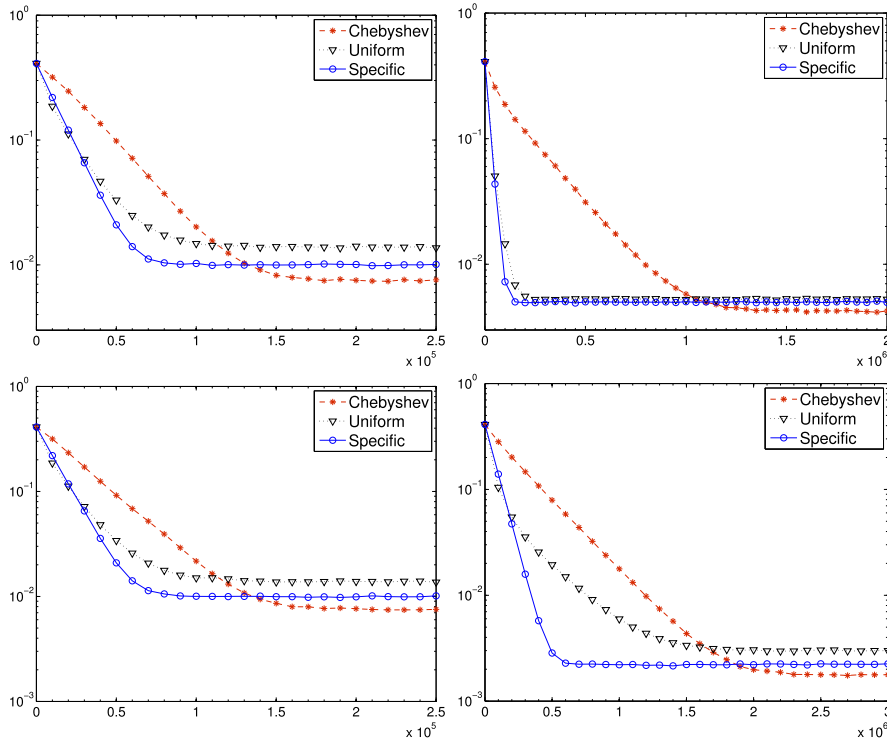 10^0
Chebyshev
Uniform
Specific
10^-1
10^-2
0 0.5 1 1.5 2 2.5
x 10^5
10^0
Chebyshev
Uniform
Specific
10^-1
10^-2
0 0.5 1 1.5 2
x 10^6
10^0
Chebyshev
Uniform
Specific
10^-1
10^-2
10^-3
0 0.5 1 1.5 2 2.5
x 10^5
10^0
Chebyshev
Uniform
Specific
10^-1
10^-2
10^-3
0 0.5 1 1.5 2 2.5 3
x 10^6